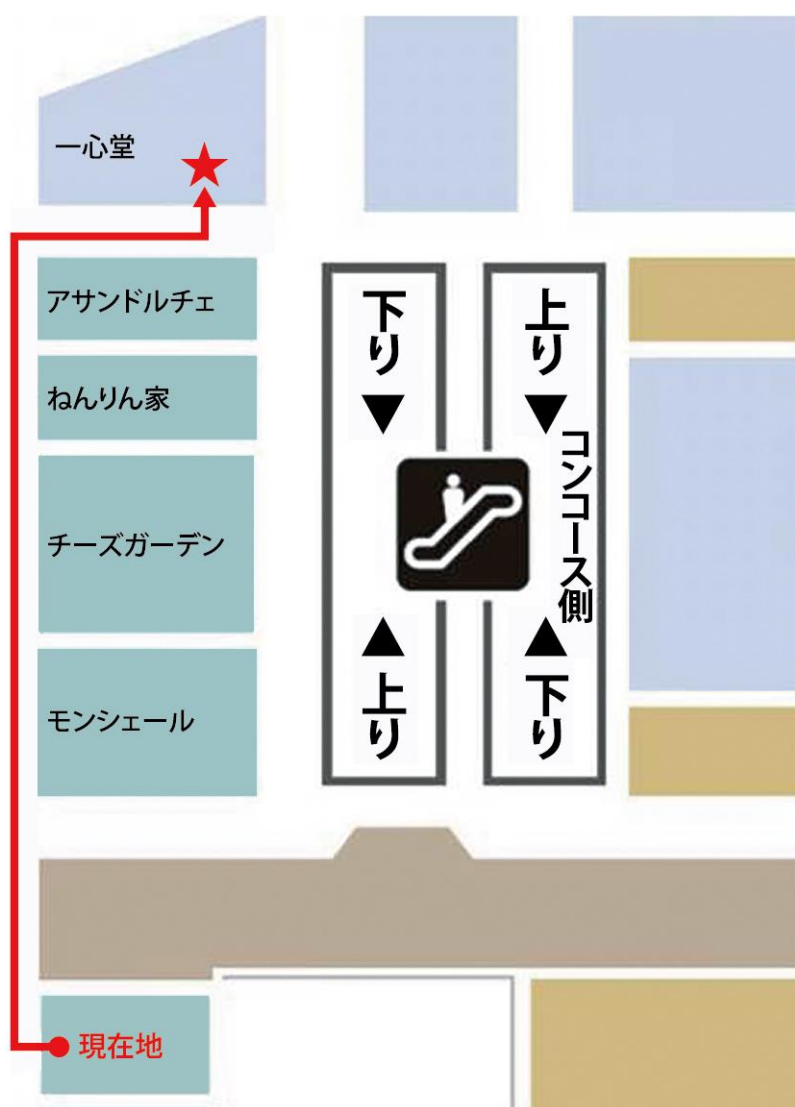 一心堂
アサンドルチェ
ねんりん家
チーズガーデン
モンシェール
下り
上り
コンコース側
上り
下り
現在地